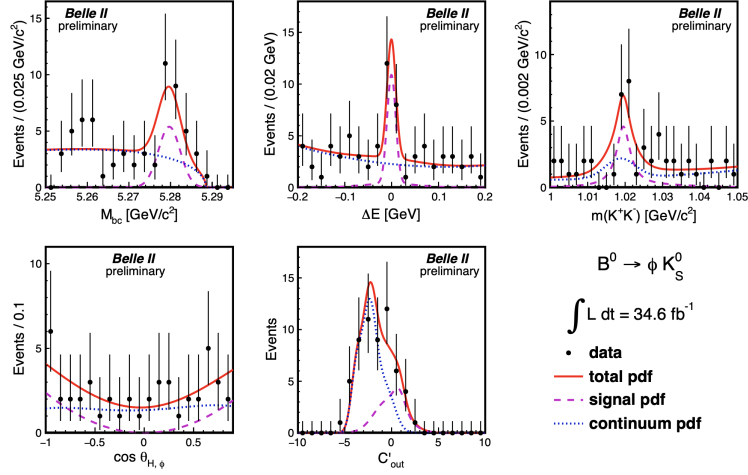 Belle II
preliminary
Events / (0.025 GeV/c²)
10
5
0
5.25 5.26 5.27 5.28 5.29
M_bc [GeV/c²]
Belle II
preliminary
Events / (0.02 GeV)
15
10
5
0
−0.2 −0.1 0 0.1 0.2
ΔE [GeV]
Belle II
preliminary
Events / (0.002 GeV/c²)
10
5
0
1 1.01 1.02 1.03 1.04 1.05
m(K⁺K⁻) [GeV/c²]
Belle II
preliminary
Events / 0.1
10
5
0
−1 −0.5 0 0.5
cos θ_H, ϕ
Belle II
preliminary
Events
15
10
5
0
−10 −5 0 5 10
C'_out
B⁰ → ϕ K_S⁰
∫ L dt = 34.6 fb⁻¹
data
total pdf
signal pdf
continuum pdf